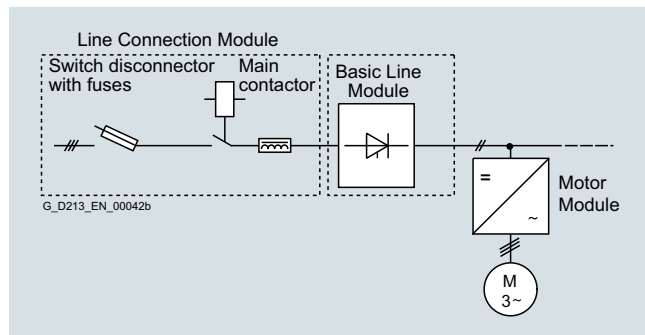 Line Connection Module
Switch disconnector
with fuses
Main
contactor
Basic Line
Module
G_D213_EN_00042b
=
~
Motor
Module
M
3~